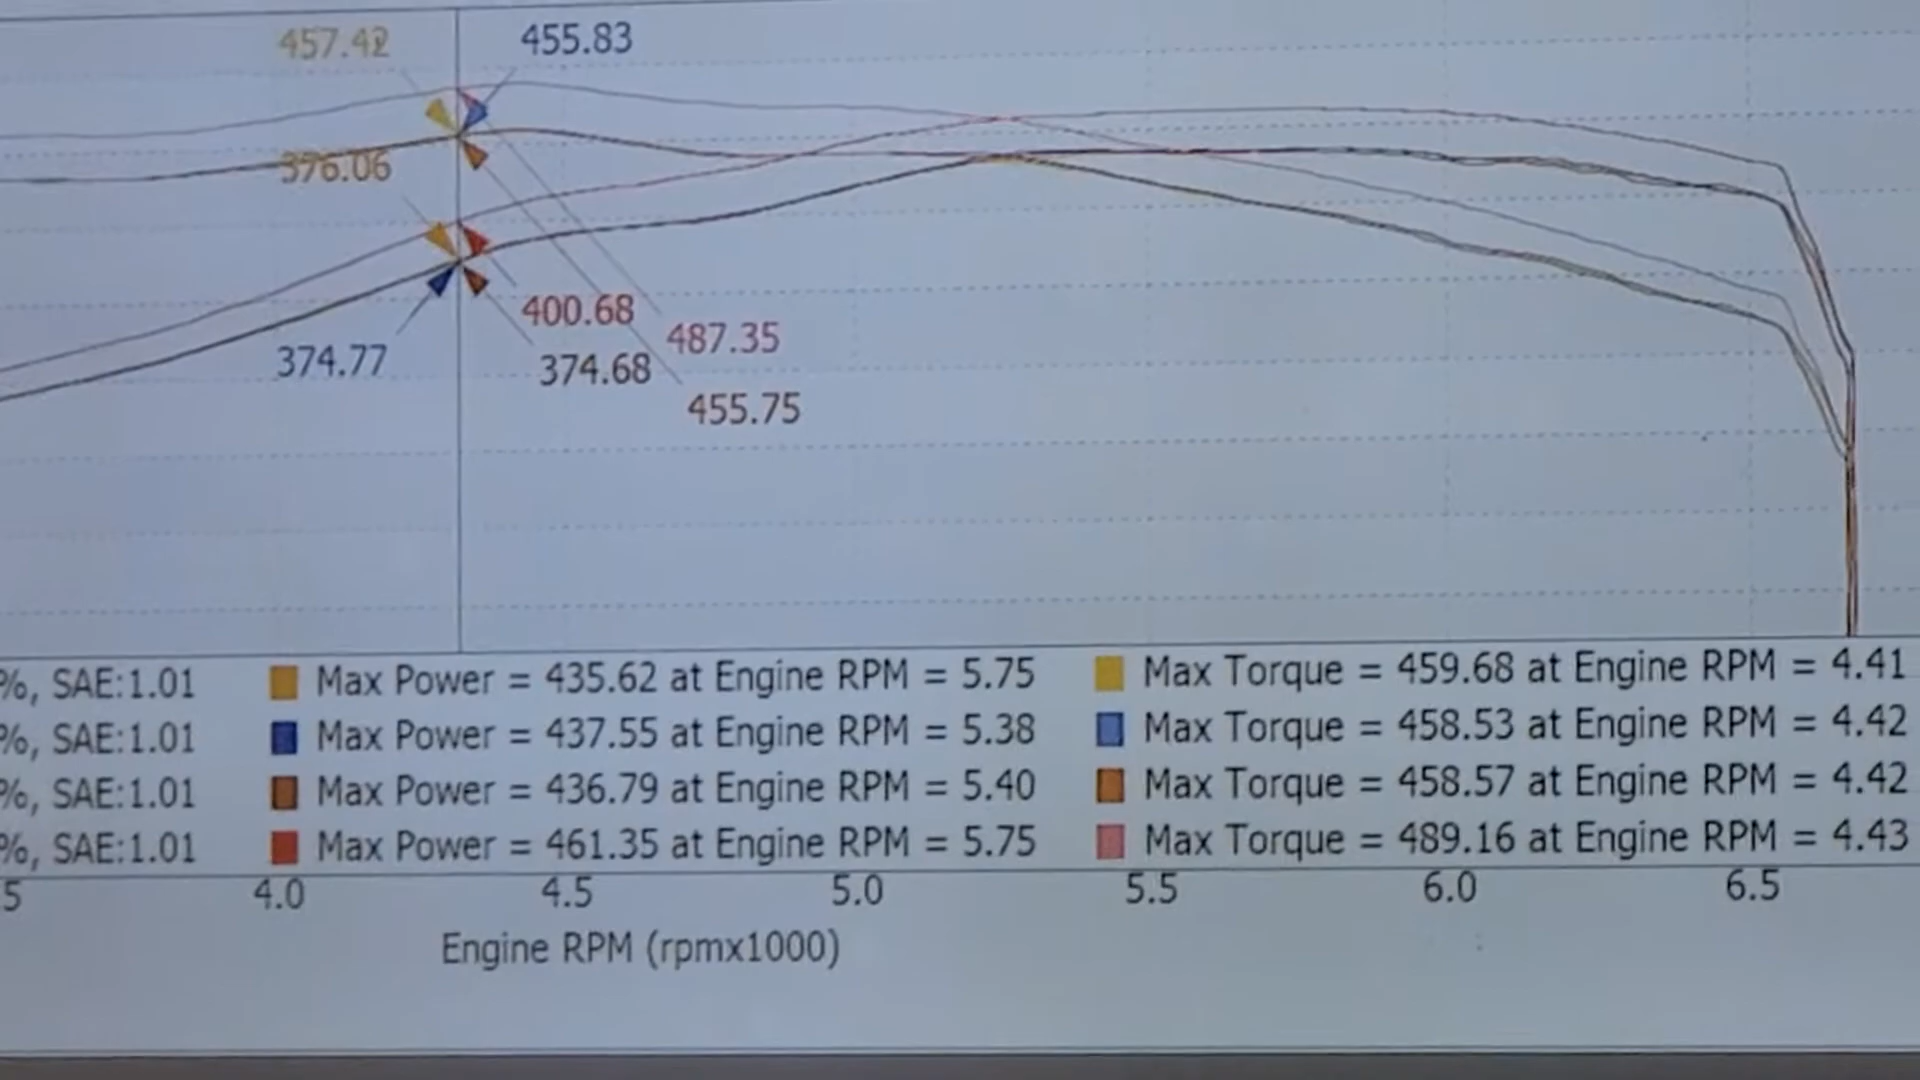 457.42
455.83
376.06
400.68
487.35
374.77
374.68
455.75
%, SAE:1.01 Max Power = 435.62 at Engine RPM = 5.75 Max Torque = 459.68 at Engine RPM = 4.41
%, SAE:1.01 Max Power = 437.55 at Engine RPM = 5.38 Max Torque = 458.53 at Engine RPM = 4.42
%, SAE:1.01 Max Power = 436.79 at Engine RPM = 5.40 Max Torque = 458.57 at Engine RPM = 4.42
%, SAE:1.01 Max Power = 461.35 at Engine RPM = 5.75 Max Torque = 489.16 at Engine RPM = 4.43
5 4.0 4.5 5.0 5.5 6.0 6.5
Engine RPM (rpmx1000)